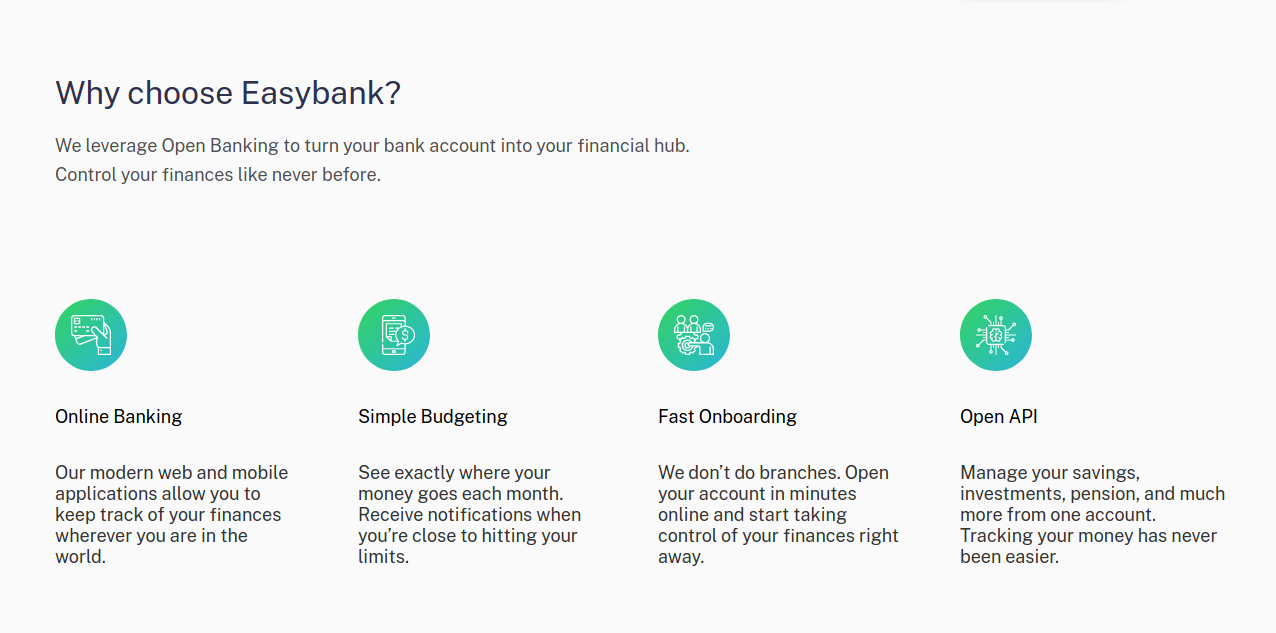 Why choose Easybank?
We leverage Open Banking to turn your bank account into your financial hub.
Control your finances like never before.
Online Banking
Our modern web and mobile
applications allow you to
keep track of your finances
wherever you are in the
world.
Simple Budgeting
See exactly where your
money goes each month.
Receive notifications when
you’re close to hitting your
limits.
Fast Onboarding
We don’t do branches. Open
your account in minutes
online and start taking
control of your finances right
away.
Open API
Manage your savings,
investments, pension, and much
more from one account.
Tracking your money has never
been easier.